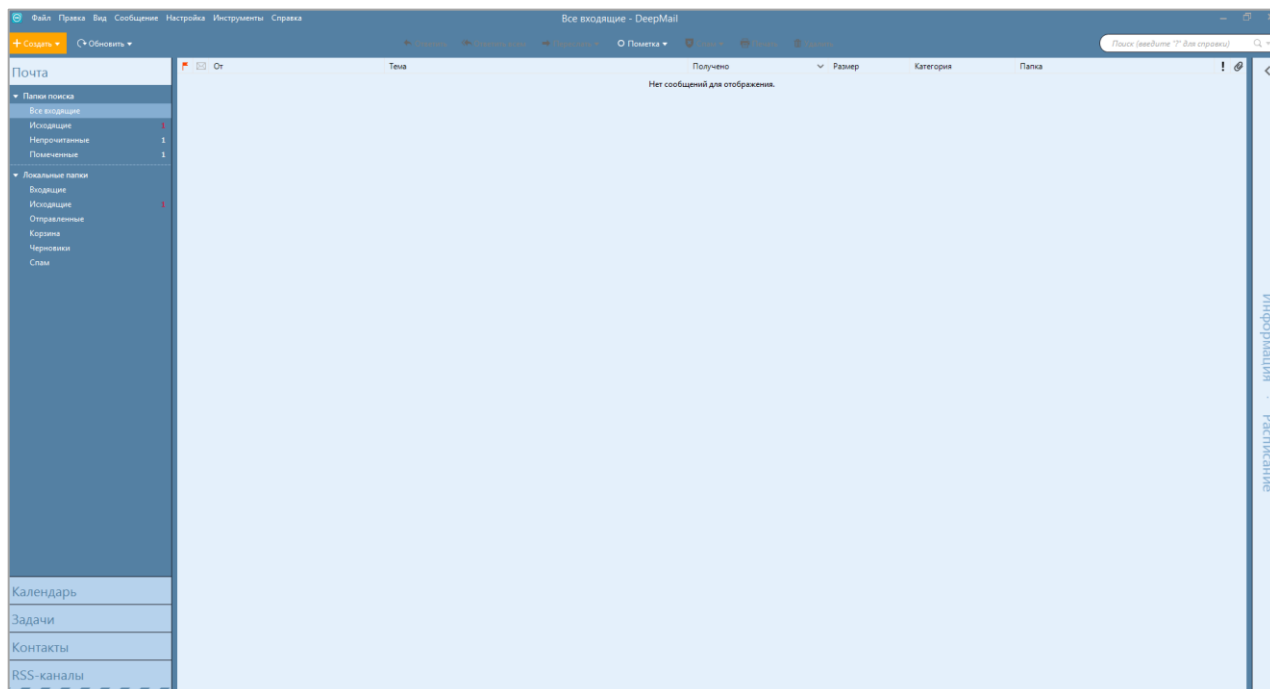 Файл Правка Вид Сообщение Настройка Инструменты Справка
Все входящие - DeepMail
+ Создать Обновить
Пометка
Поиск (введите '?' для справки)
Почта
От Тема Получено Размер Категория Папка !
Нет сообщений для отображения.
Папки поиска
Все входящие
Исходящие 1
Непрочитанные 1
Помеченные 1
Локальные папки
Входящие
Исходящие 1
Отправленные
Корзина
Черновики
Спам
Информация · Расписание
Календарь
Задачи
Контакты
RSS-каналы